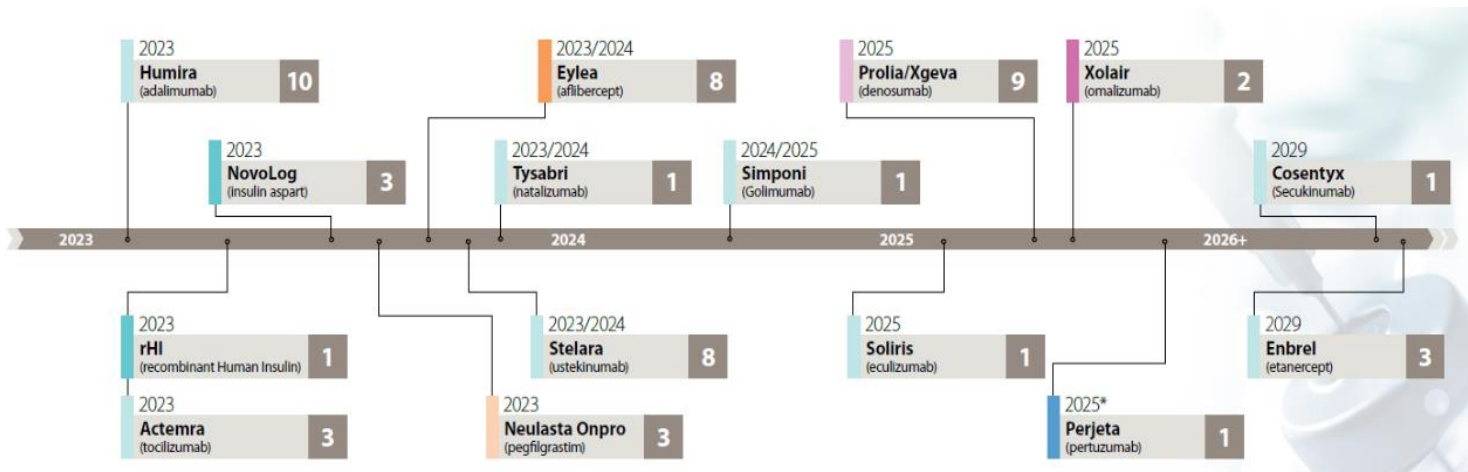 2023
Humira
(adalimumab)
10
2023/2024
Eylea
(aflibercept)
8
2025
Prolia/Xgeva
(denosumab)
9
2025
Xolair
(omalizumab)
2
2023
NovoLog
(insulin aspart)
3
2023/2024
Tysabri
(natalizumab)
1
2024/2025
Simponi
(Golimumab)
1
2029
Cosentyx
(Secukinumab)
1
2023
2024
2025
2026+
2023
rHI
(recombinant Human Insulin)
1
2023/2024
Stelara
(ustekinumab)
8
2025
Soliris
(eculizumab)
1
2029
Enbrel
(etanercept)
3
2023
Actemra
(tocilizumab)
3
2023
Neulasta Onpro
(pegfilgrastim)
3
2025*
Perjeta
(pertuzumab)
1